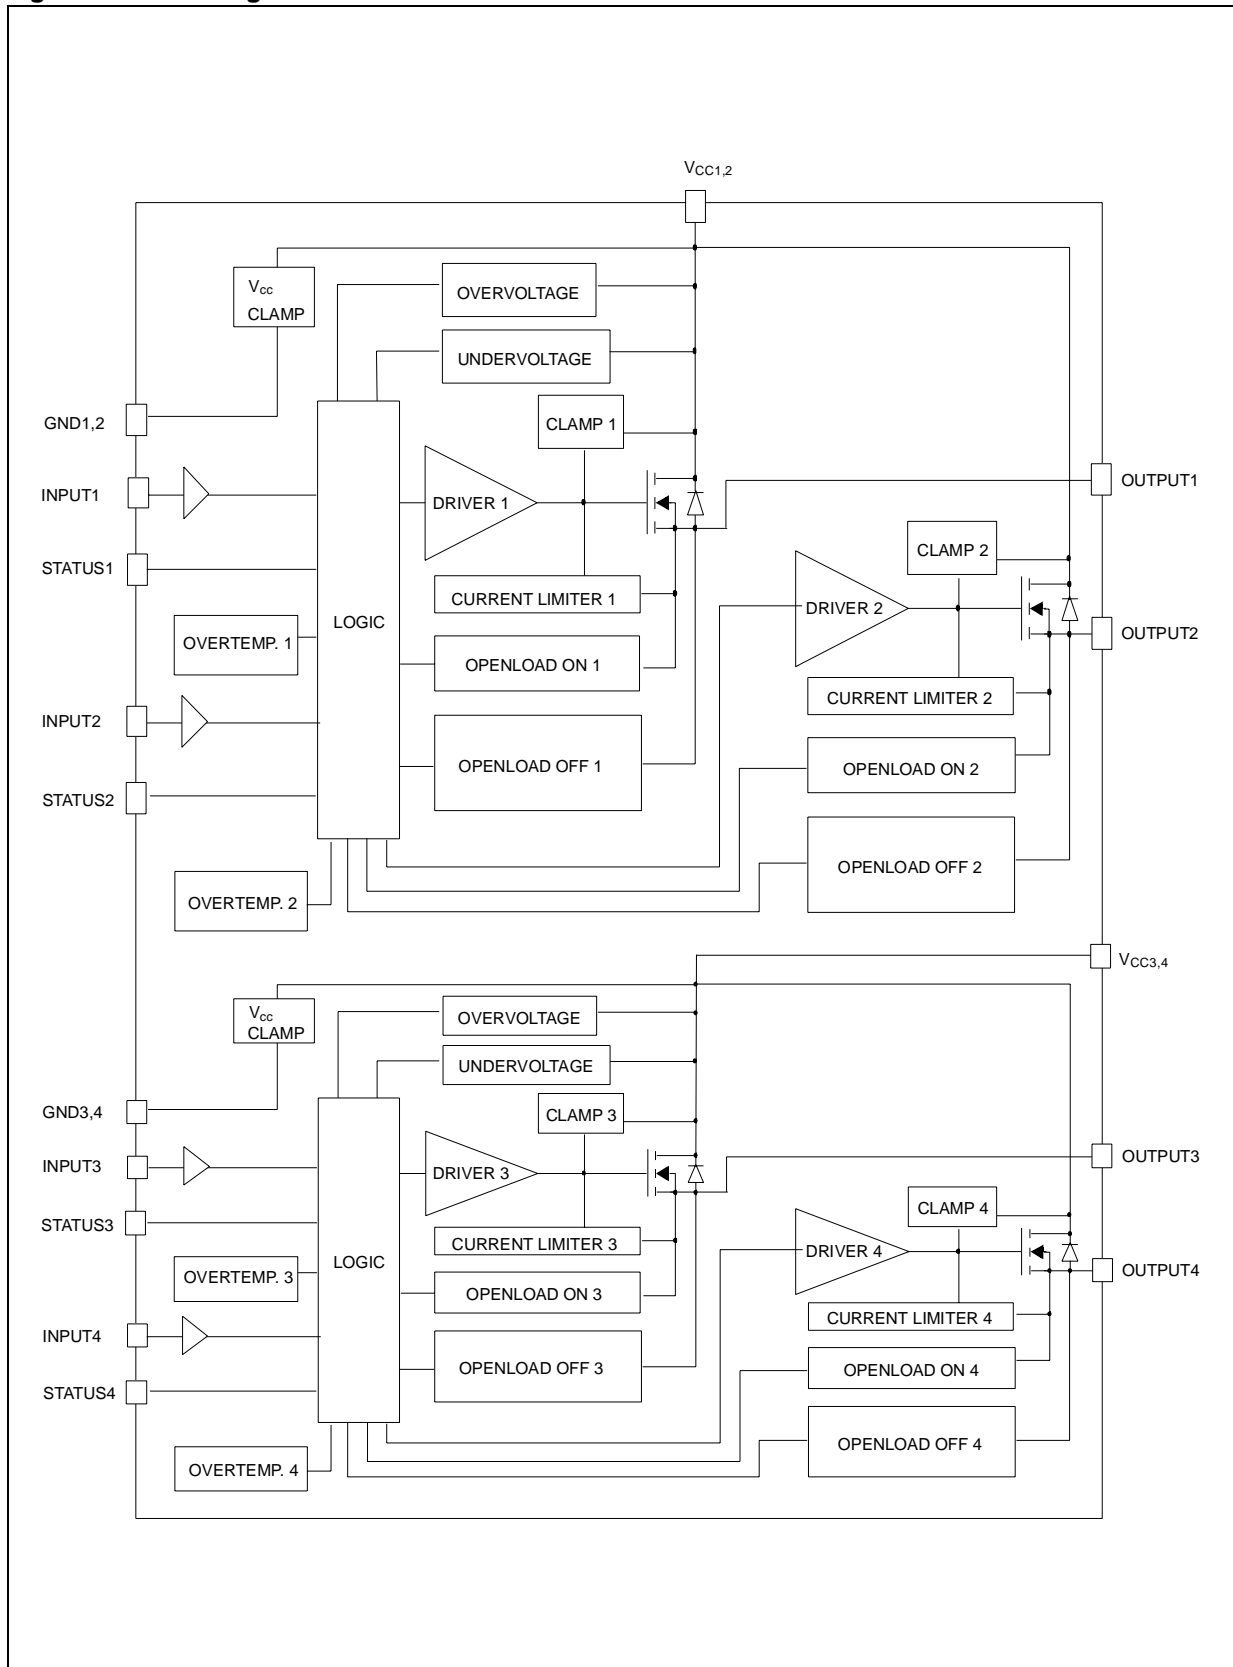 VCC1,2
Vcc
CLAMP
OVERVOLTAGE
UNDERVOLTAGE
GND1,2
CLAMP 1
INPUT1
DRIVER 1
OUTPUT1
STATUS1
CURRENT LIMITER 1
CLAMP 2
LOGIC
DRIVER 2
OVERTEMP. 1
OPENLOAD ON 1
OUTPUT2
INPUT2
CURRENT LIMITER 2
OPENLOAD OFF 1
OPENLOAD ON 2
STATUS2
OPENLOAD OFF 2
OVERTEMP. 2
VCC3,4
Vcc
CLAMP
OVERVOLTAGE
UNDERVOLTAGE
GND3,4
CLAMP 3
INPUT3
DRIVER 3
OUTPUT3
STATUS3
CURRENT LIMITER 3
CLAMP 4
LOGIC
DRIVER 4
OVERTEMP. 3
OPENLOAD ON 3
OUTPUT4
INPUT4
CURRENT LIMITER 4
OPENLOAD OFF 3
OPENLOAD ON 4
STATUS4
OPENLOAD OFF 4
OVERTEMP. 4